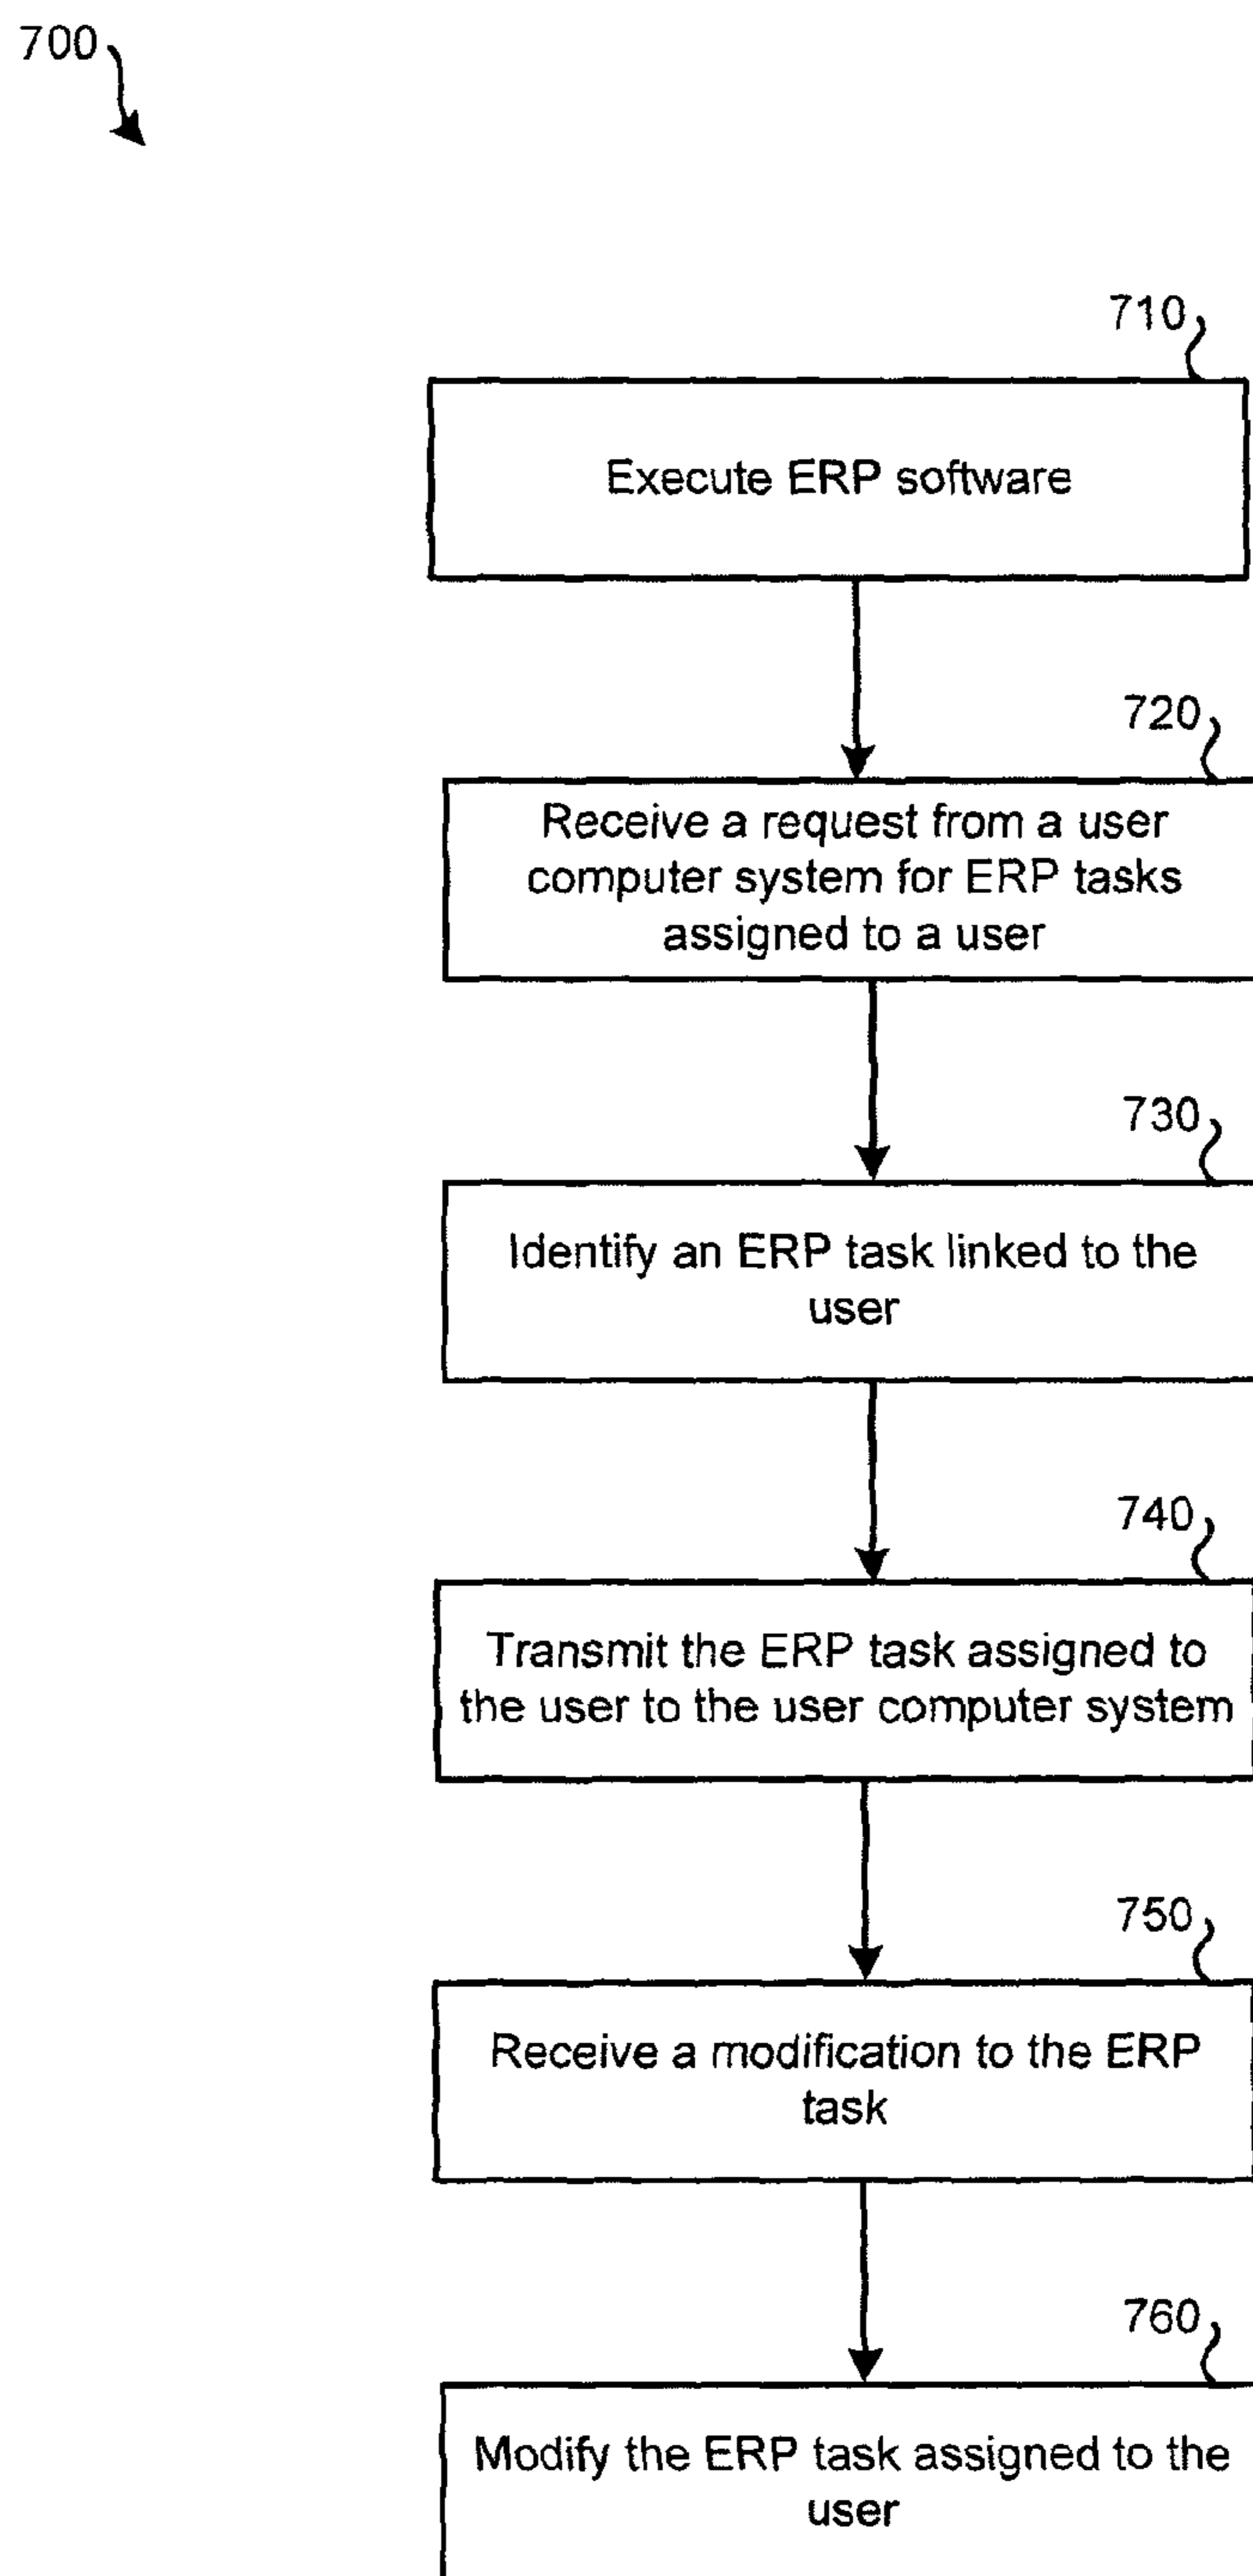 700
710
Execute ERP software
720
Receive a request from a user
computer system for ERP tasks
assigned to a user
730
Identify an ERP task linked to the
user
740
Transmit the ERP task assigned to
the user to the user computer system
750
Receive a modification to the ERP
task
760
Modify the ERP task assigned to the
user